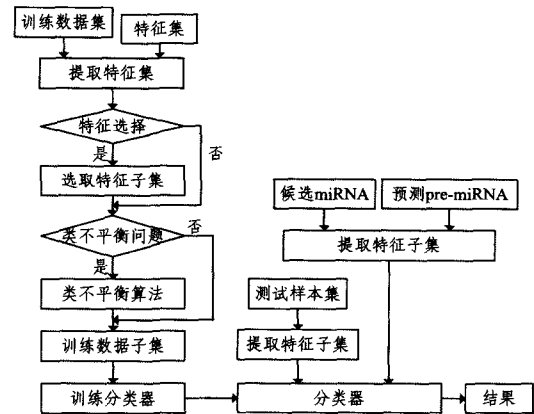 训练数据集
特征集
提取特征集
特征选择
是
否
选取特征子集
类不平衡问题
否
是
类不平衡算法
训练数据子集
训练分类器
候选miRNA
预测pre-miRNA
提取特征子集
测试样本集
提取特征子集
分类器
结果